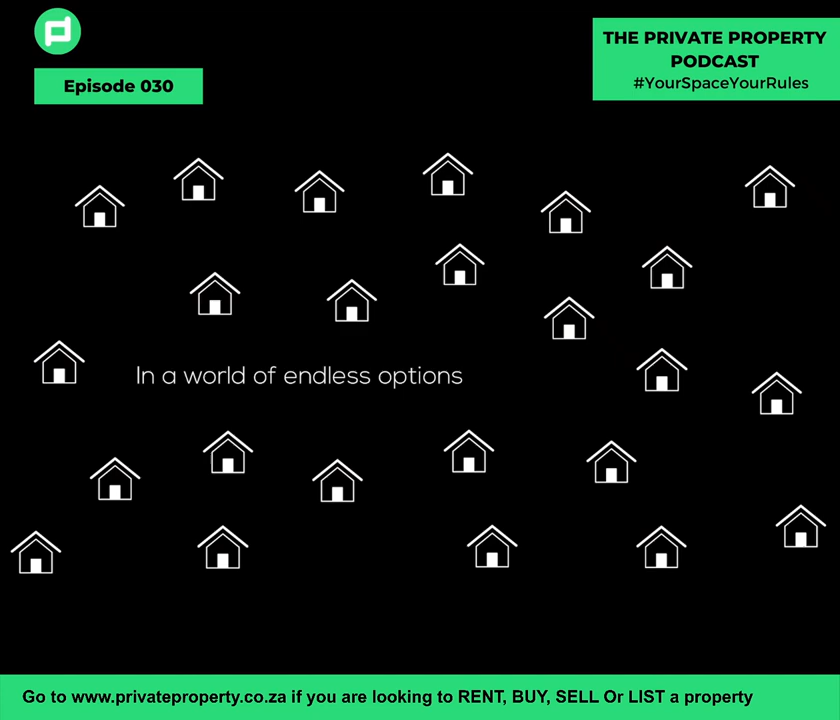 THE PRIVATE PROPERTY
PODCAST
#YourSpaceYourRules
Episode 030
In a world of endless options
Go to www.privateproperty.co.za if you are looking to RENT, BUY, SELL Or LIST a property